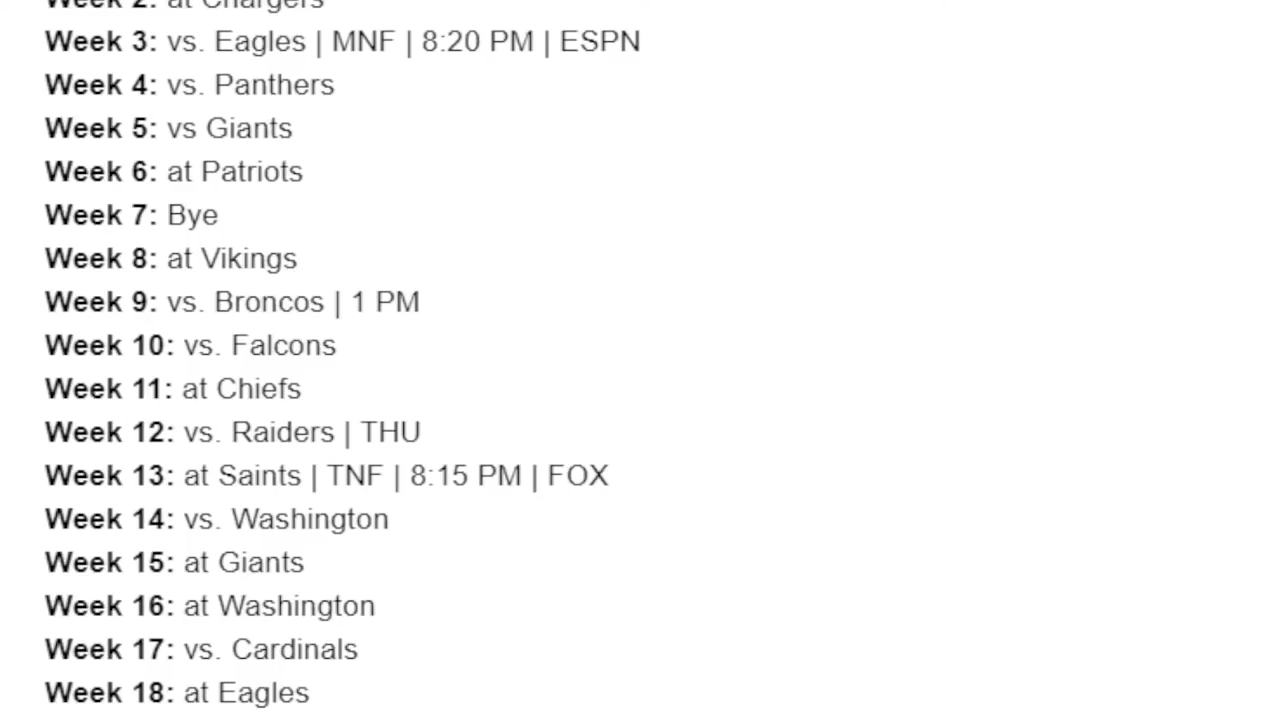 Week 2: at Chargers
Week 3: vs. Eagles | MNF | 8:20 PM | ESPN
Week 4: vs. Panthers
Week 5: vs Giants
Week 6: at Patriots
Week 7: Bye
Week 8: at Vikings
Week 9: vs. Broncos | 1 PM
Week 10: vs. Falcons
Week 11: at Chiefs
Week 12: vs. Raiders | THU
Week 13: at Saints | TNF | 8:15 PM | FOX
Week 14: vs. Washington
Week 15: at Giants
Week 16: at Washington
Week 17: vs. Cardinals
Week 18: at Eagles